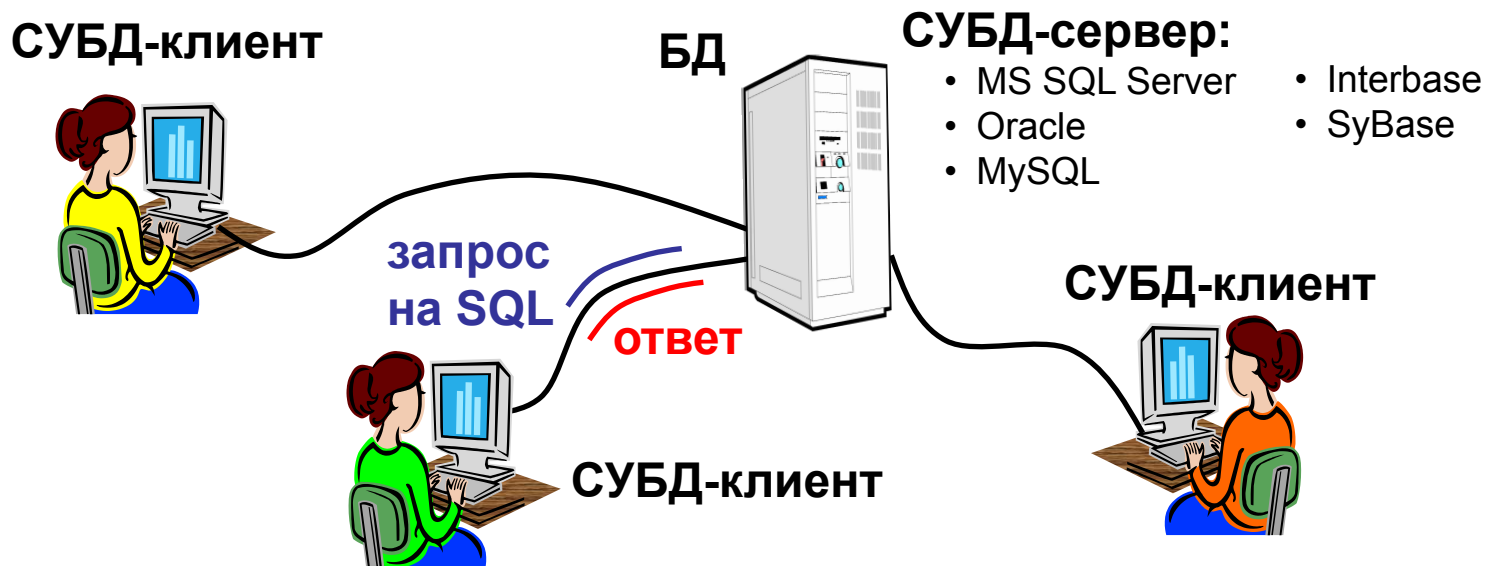 СУБД-клиент
БД
СУБД-сервер:
• MS SQL Server
• Oracle
• MySQL
• Interbase
• SyBase
запрос
на SQL
ответ
СУБД-клиент
СУБД-клиент